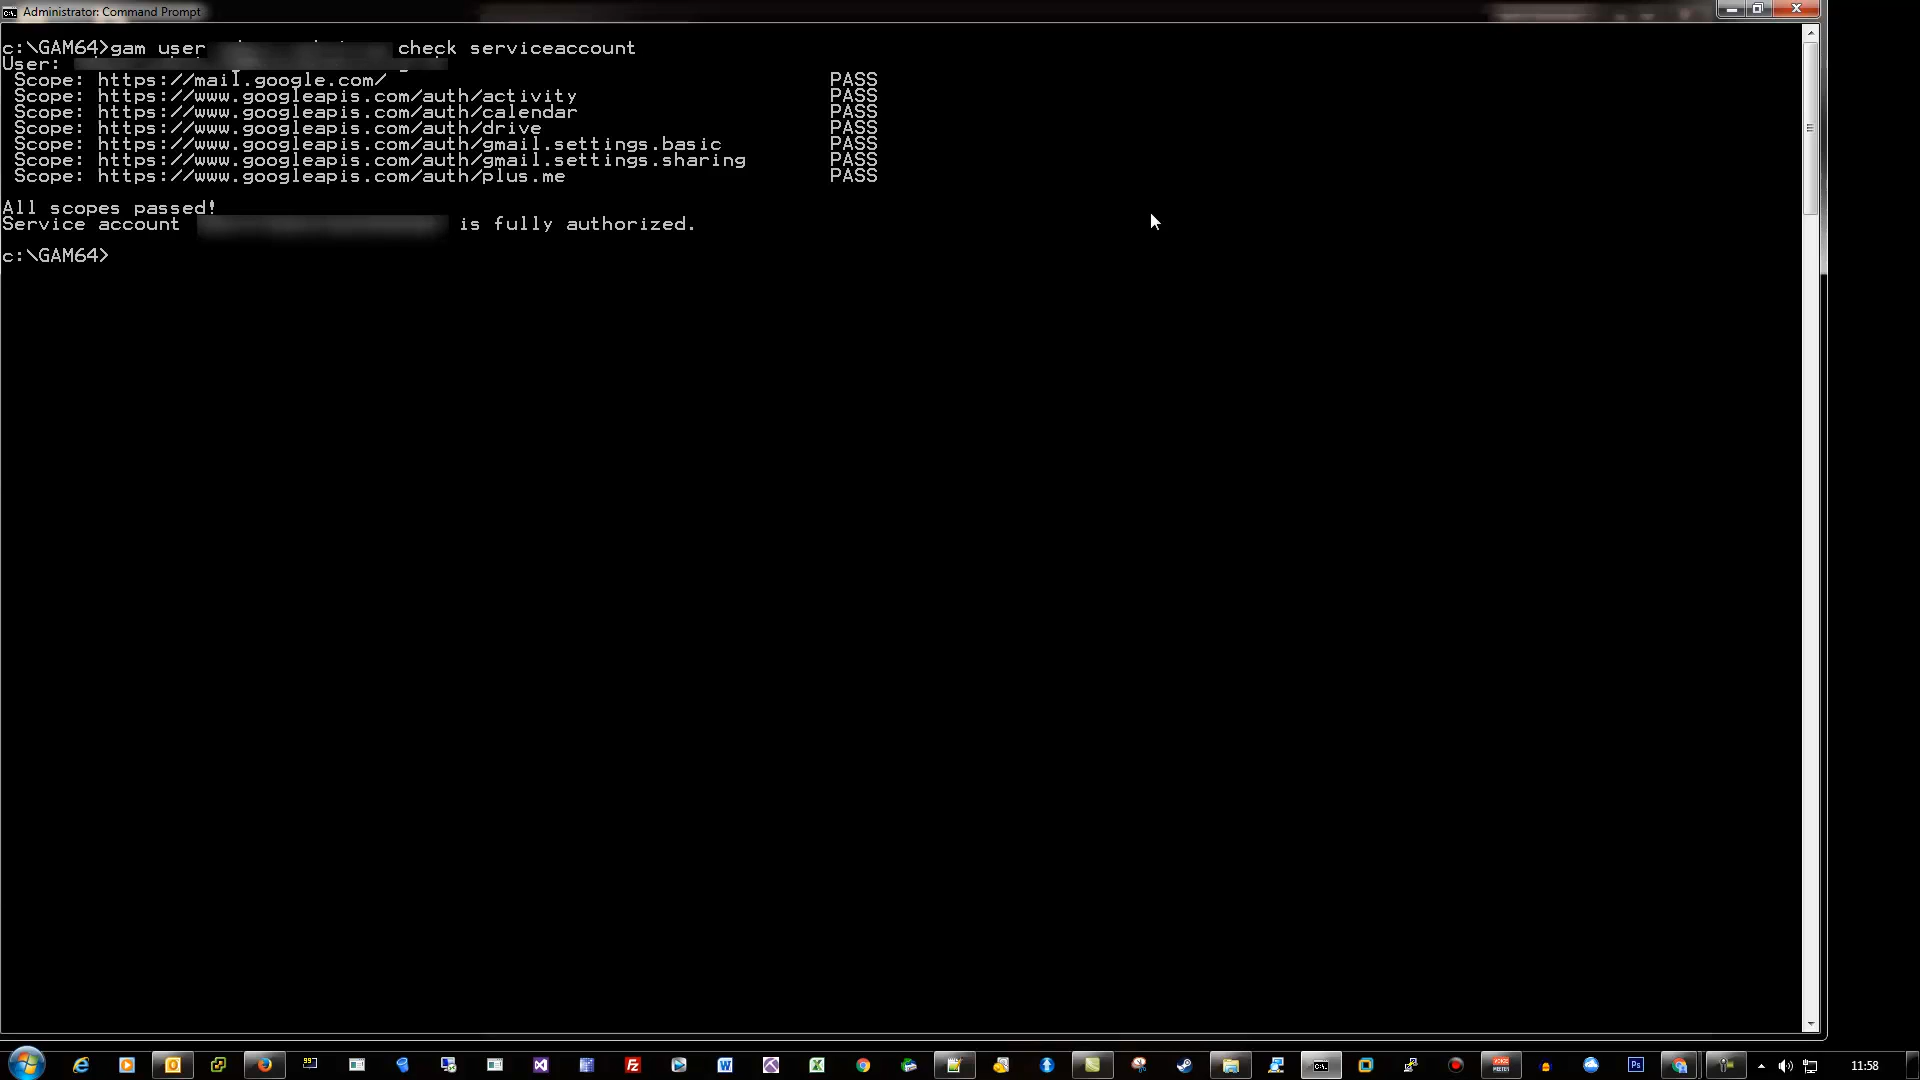 Administrator: Command Prompt
c:\GAM64>gam user check serviceaccount
User:
Scope: https://mail.google.com/ PASS
Scope: https://www.googleapis.com/auth/activity PASS
Scope: https://www.googleapis.com/auth/calendar PASS
Scope: https://www.googleapis.com/auth/drive PASS
Scope: https://www.googleapis.com/auth/gmail.settings.basic PASS
Scope: https://www.googleapis.com/auth/gmail.settings.sharing PASS
Scope: https://www.googleapis.com/auth/plus.me PASS
All scopes passed!
Service account is fully authorized.
c:\GAM64>
11:58